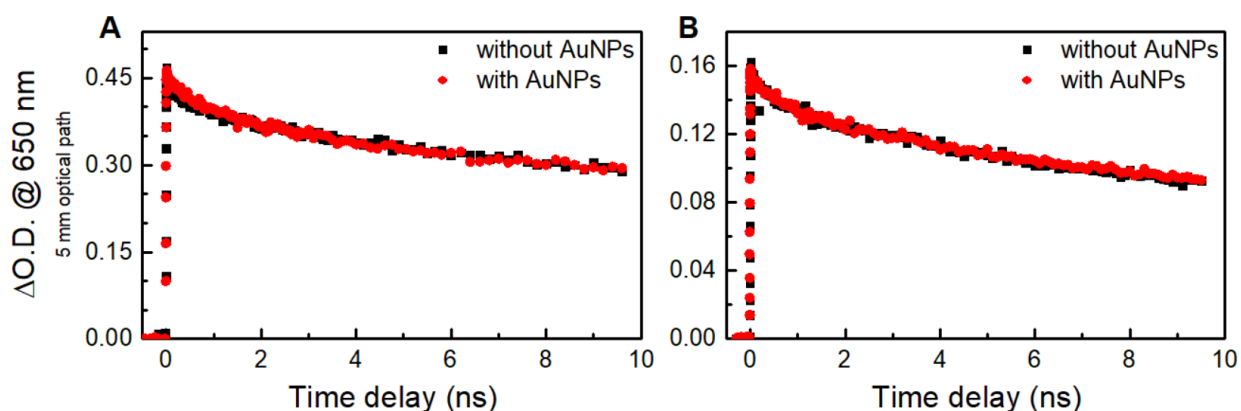 A
without AuNPs
with AuNPs
0.45
0.30
0.15
0.00
0 2 4 6 8 10
Time delay (ns)
ΔO.D. @ 650 nm
5 mm optical path
B
without AuNPs
with AuNPs
0.16
0.12
0.08
0.04
0.00
0 2 4 6 8 10
Time delay (ns)